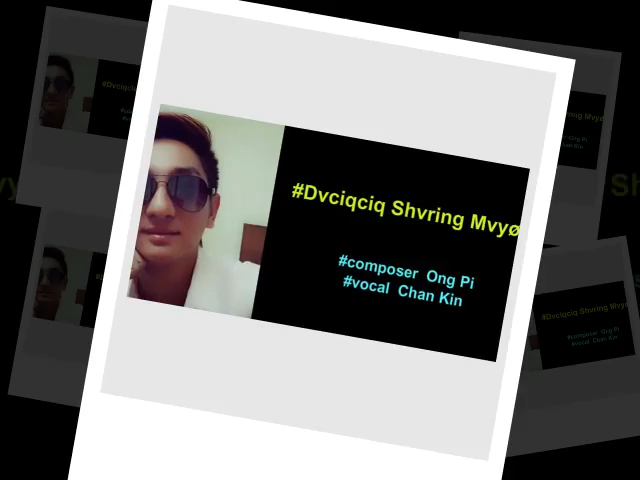 #Dvciqciq Shvring Mvyø
#composer Ong Pi
#vocal Chan Kin